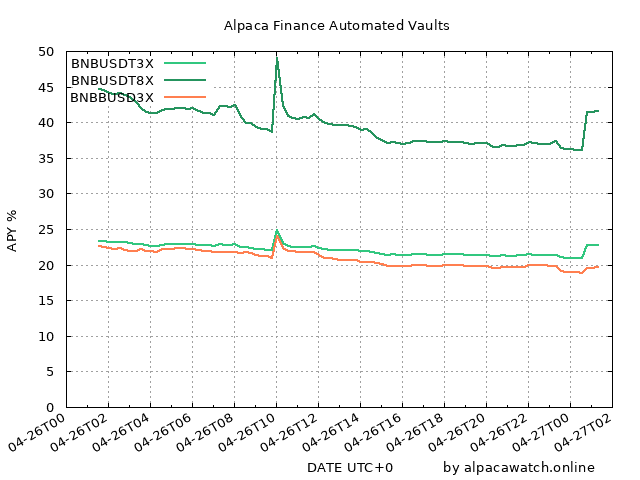 Alpaca Finance Automated Vaults
BNBUSDT3X
BNBUSDT8X
BNBBUSD3X
50
45
40
35
30
25
20
15
10
5
0
APY %
04-26T00
04-26T02
04-26T04
04-26T06
04-26T08
04-26T10
04-26T12
04-26T14
04-26T16
04-26T18
04-26T20
04-26T22
04-27T00
04-27T02
DATE UTC+0
by alpacawatch.online